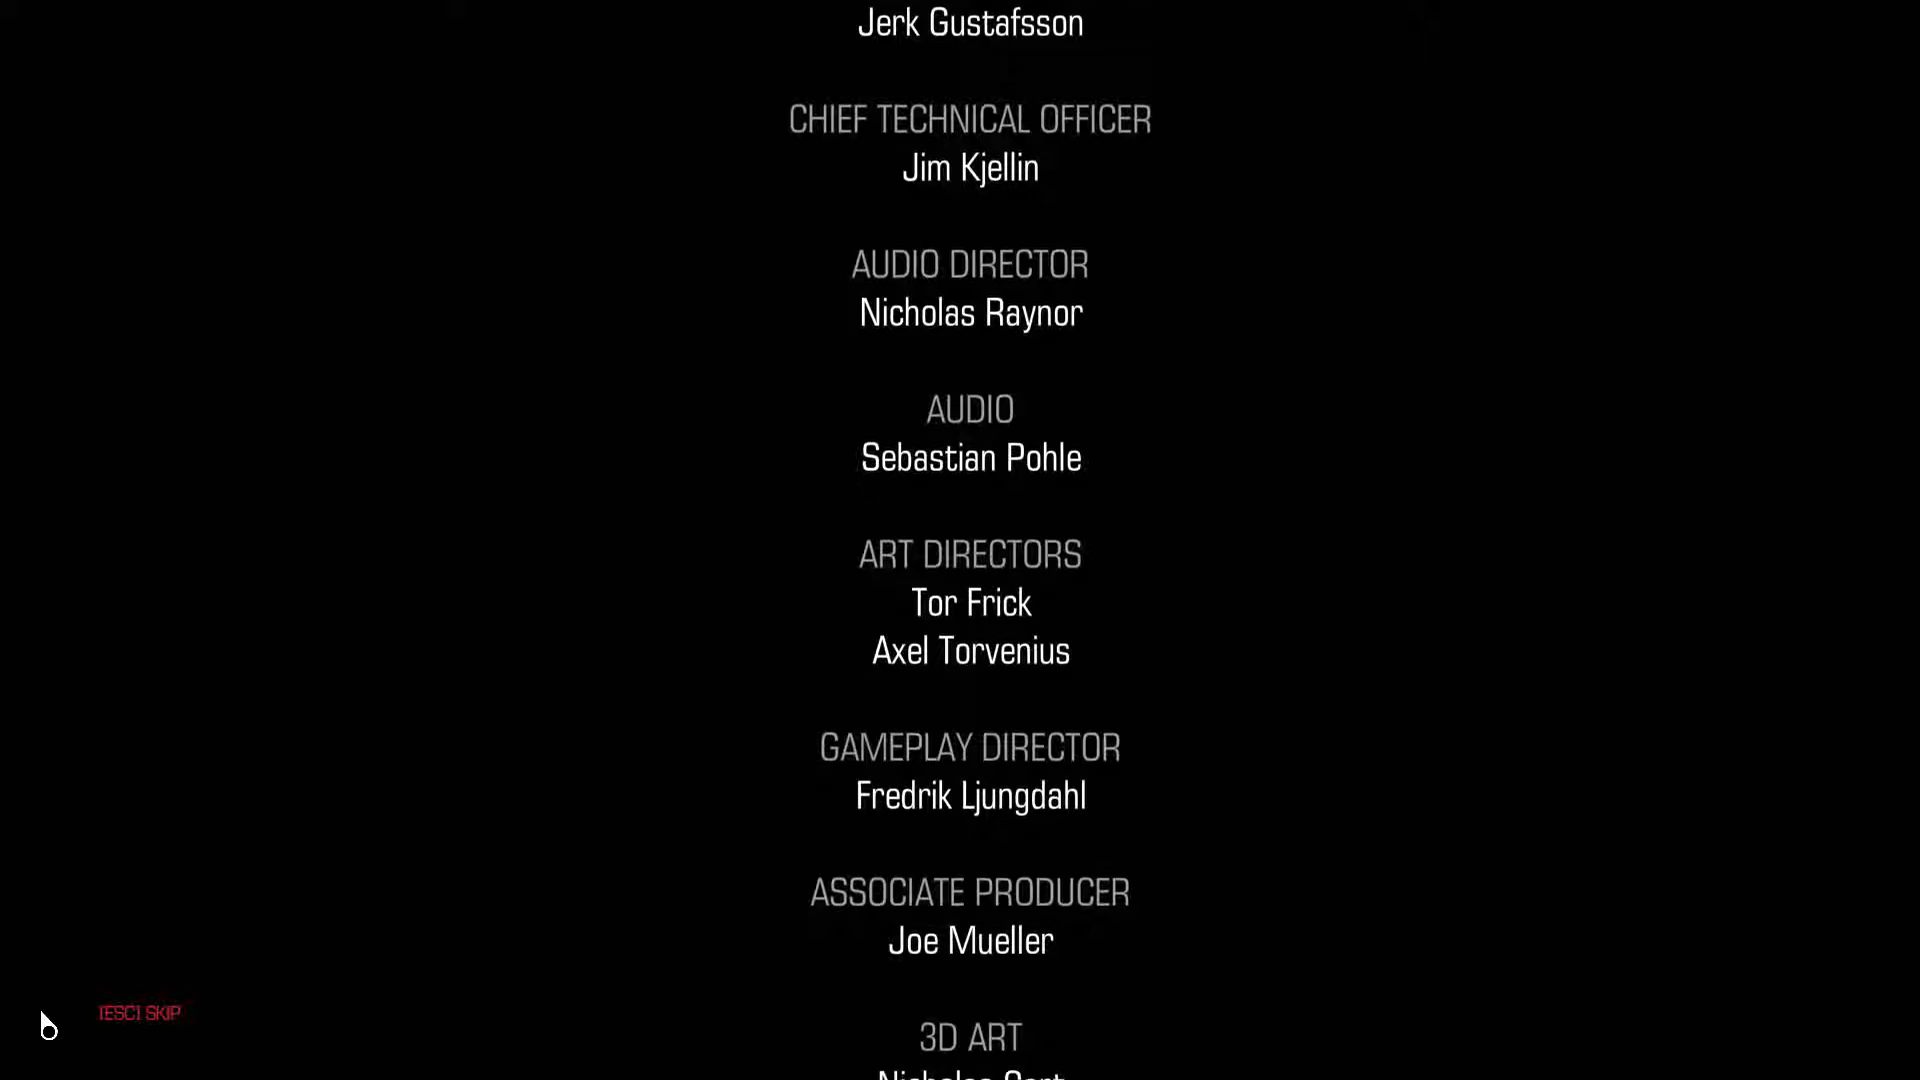 Jerk Gustafsson
CHIEF TECHNICAL OFFICER
Jim Kjellin
AUDIO DIRECTOR
Nicholas Raynor
AUDIO
Sebastian Pohle
ART DIRECTORS
Tor Frick
Axel Torvenius
GAMEPLAY DIRECTOR
Fredrik Ljungdahl
ASSOCIATE PRODUCER
Joe Mueller
[ESC] SKIP
3D ART
Nicholas